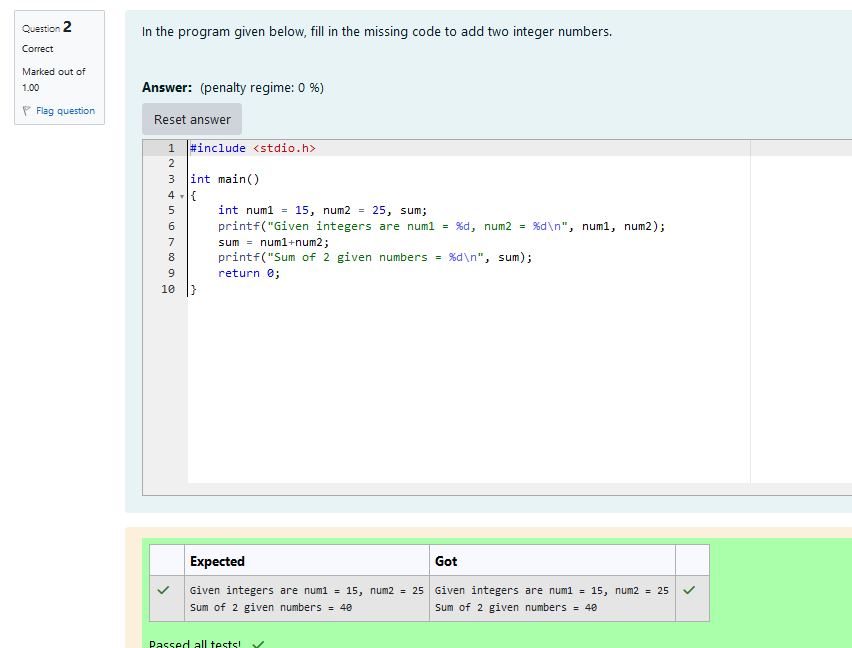 Question 2
Correct
Marked out of
1.00
Flag question
In the program given below, fill in the missing code to add two integer numbers.
Answer: (penalty regime: 0 %)
Reset answer
1 #include <stdio.h>
2
3 int main()
4 {
5     int num1 = 15, num2 = 25, sum;
6     printf("Given integers are num1 = %d, num2 = %d\n", num1, num2);
7     sum = num1+num2;
8     printf("Sum of 2 given numbers = %d\n", sum);
9     return 0;
10 }
Expected Got
Given integers are num1 = 15, num2 = 25 Given integers are num1 = 15, num2 = 25
Sum of 2 given numbers = 40 Sum of 2 given numbers = 40
Passed all tests!